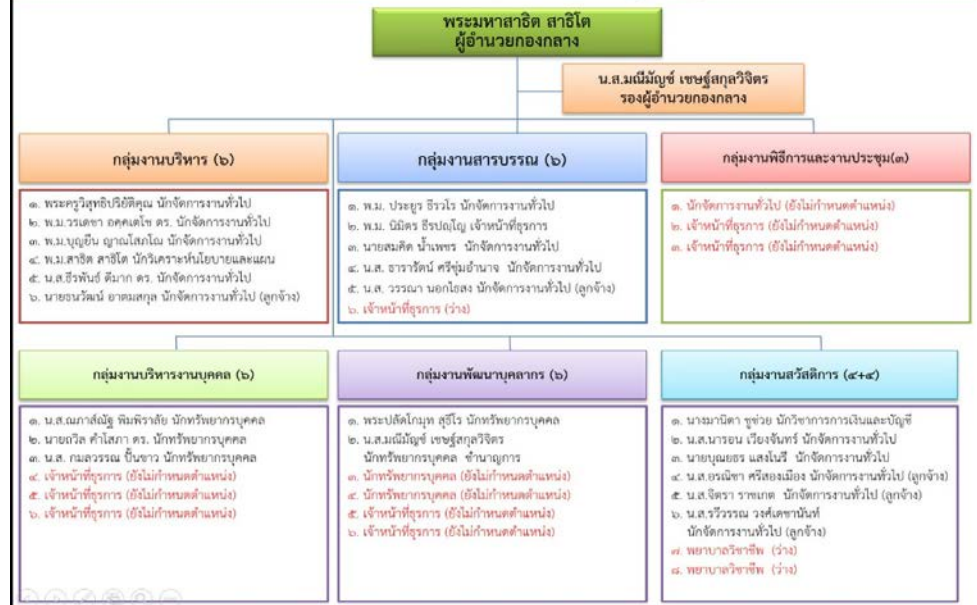 พระมหาสาธิต สาธิโต
ผู้อำนวยกองกลาง
น.ส.มณีมัญช์ เชษฐ์สกุลวิจิตร
รองผู้อำนวยกองกลาง
กลุ่มงานบริหาร (๖)
๑. พระครูวิสุทธิปริยัติคุณ นักจัดการงานทั่วไป
๒. พ.ม.วรเดชา อคฺคเตโช ดร. นักจัดการงานทั่วไป
๓. พ.ม.บุญยืน ญาณโสภโณ นักจัดการงานทั่วไป
๔. พ.ม.สาธิต สาธิโต นักวิเคราะห์นโยบายและแผน
๕. น.ส.ธีรพันธ์ ดีมาก ดร. นักจัดการงานทั่วไป
๖. นายธนวัฒน์ อาตมสกุล นักจัดการงานทั่วไป (ลูกจ้าง)
กลุ่มงานสารบรรณ (๖)
๑. พ.ม. ประยูร ธีรวโร นักจัดการงานทั่วไป
๒. พ.ม. นิมิตร ธีรปญฺโญ เจ้าหน้าที่ธุรการ
๓. นายสมคิด น้ำเพชร นักจัดการงานทั่วไป
๔. น.ส. ธารารัตน์ ศรีชุ่มอำนาจ นักจัดการงานทั่วไป
๕. น.ส. วรรณา นอกไธสง นักจัดการงานทั่วไป (ลูกจ้าง)
๖. เจ้าหน้าที่ธุรการ (ว่าง)
กลุ่มงานพิธีการและงานประชุม(๓)
๑. นักจัดการงานทั่วไป (ยังไม่กำหนดตำแหน่ง)
๒. เจ้าหน้าที่ธุรการ (ยังไม่กำหนดตำแหน่ง)
๓. เจ้าหน้าที่ธุรการ (ยังไม่กำหนดตำแหน่ง)
กลุ่มงานบริหารงานบุคคล (๖)
๑. น.ส.ณภาส์ณัฐ พิมพิราลัย นักทรัพยากรบุคคล
๒. นายถวิล คำโสภา ดร. นักทรัพยากรบุคคล
๓. น.ส. กมลวรรณ ปั้นขาว นักทรัพยากรบุคคล
๔. เจ้าหน้าที่ธุรการ (ยังไม่กำหนดตำแหน่ง)
๕. เจ้าหน้าที่ธุรการ (ยังไม่กำหนดตำแหน่ง)
๖. เจ้าหน้าที่ธุรการ (ยังไม่กำหนดตำแหน่ง)
กลุ่มงานพัฒนาบุคลากร (๖)
๑. พระปลัดโกมุท สุธีโร นักทรัพยากรบุคคล
๒. น.ส.มณีมัญช์ เชษฐ์สกุลวิจิตร
นักทรัพยากรบุคคล ชำนาญการ
๓. นักทรัพยากรบุคคล (ยังไม่กำหนดตำแหน่ง)
๔. นักทรัพยากรบุคคล (ยังไม่กำหนดตำแหน่ง)
๕. เจ้าหน้าที่ธุรการ (ยังไม่กำหนดตำแหน่ง)
๖. เจ้าหน้าที่ธุรการ (ยังไม่กำหนดตำแหน่ง)
กลุ่มงานสวัสดิการ (๔+๔)
๑. นางมานิดา ชูช่วย นักวิชาการการเงินและบัญชี
๒. น.ส.นารอน เวียงจันทร์ นักจัดการงานทั่วไป
๓. นายบุณยธร แสงโนรี นักจัดการงานทั่วไป
๔. น.ส.อรณิชา ศรีสองเมือง นักจัดการงานทั่วไป (ลูกจ้าง)
๕. น.ส.จิตรา ราชเกต นักจัดการงานทั่วไป (ลูกจ้าง)
๖. น.ส.รวีวรรณ วงศ์เดชานันท์
นักจัดการงานทั่วไป (ลูกจ้าง)
๗. พยาบาลวิชาชีพ (ว่าง)
๘. พยาบาลวิชาชีพ (ว่าง)